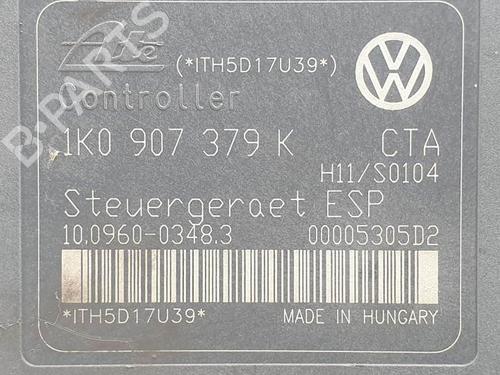 Ate (*ITH5D17U39*)
Controller
1K0 907 379 K CTA
H11/S0104
Steuergeraet ESP
10.0960-0348.3 00005305D2
*ITH5D17U39* MADE IN HUNGARY
B-PARTS